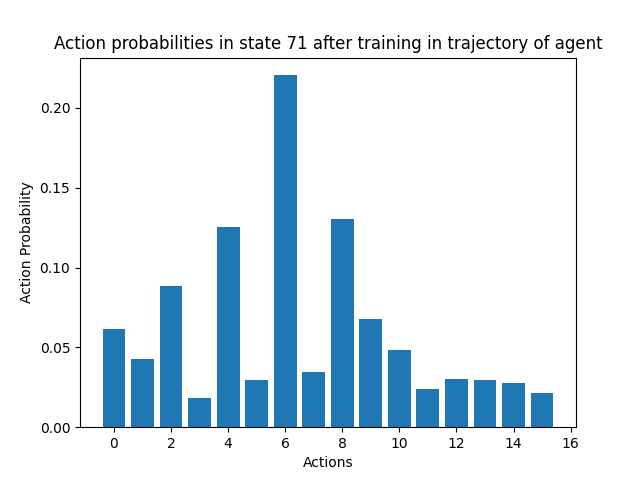 Action probabilities in state 71 after training in trajectory of agent
0.20
0.15
0.10
0.05
0.00
Action Probability
0 2 4 6 8 10 12 14 16
Actions